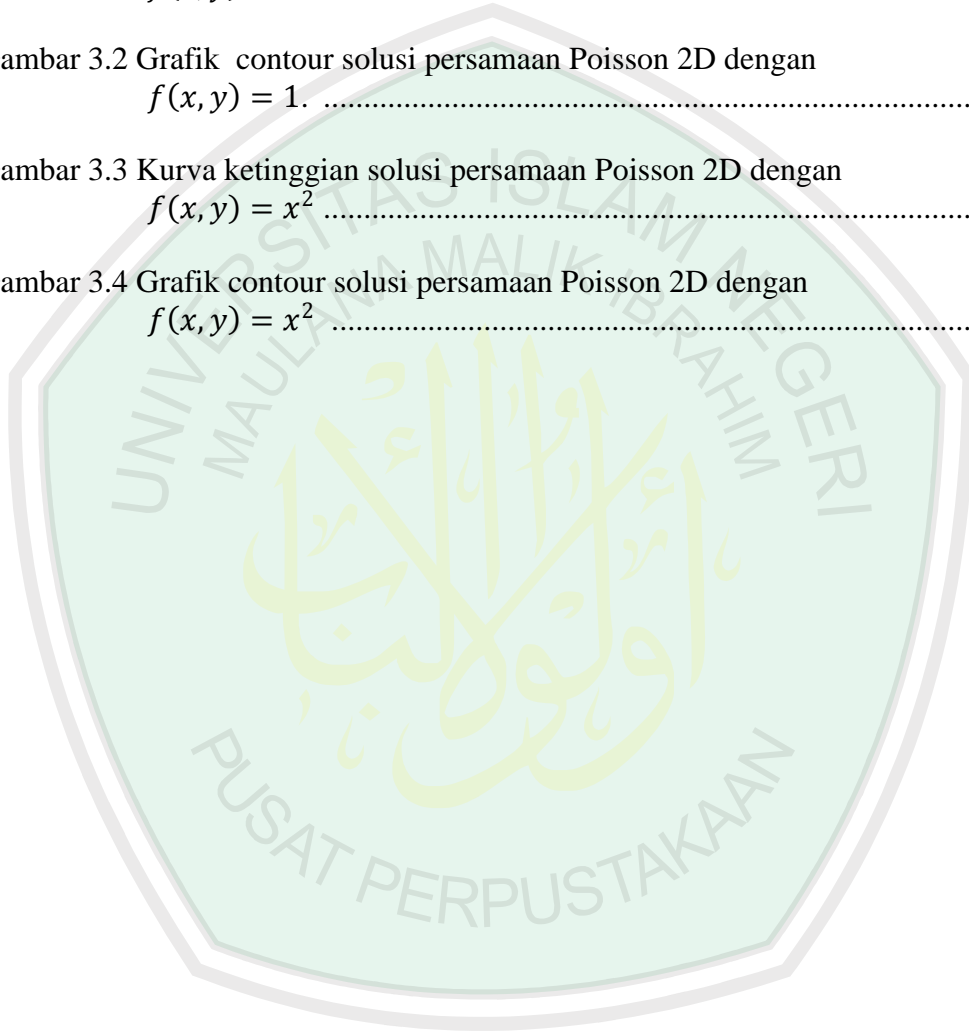 ambar 3.2 Grafik contour solusi persamaan Poisson 2D dengan
f(x, y) = 1. ....................................................................
ambar 3.3 Kurva ketinggian solusi persamaan Poisson 2D dengan
f(x, y) = x² ....................................................................
ambar 3.4 Grafik contour solusi persamaan Poisson 2D dengan
f(x, y) = x² ...................................................................
UNIVERSITAS ISLAM NEGERI
MAULANA MALIK IBRAHIM
أولوا الألباب
PUSAT PERPUSTAKAAN